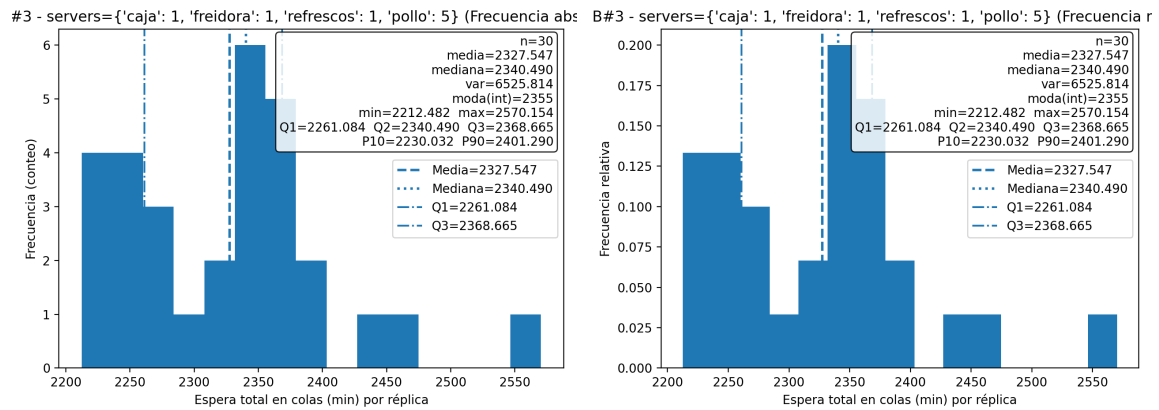 #3 - servers={'caja': 1, 'freidora': 1, 'refrescos': 1, 'pollo': 5} (Frecuencia abs
6
5
4
3
2
1
0
Frecuencia (conteo)
n=30
media=2327.547
mediana=2340.490
var=6525.814
moda(int)=2355
min=2212.482  max=2570.154
Q1=2261.084  Q2=2340.490  Q3=2368.665
P10=2230.032  P90=2401.290
Media=2327.547
Mediana=2340.490
Q1=2261.084
Q3=2368.665
2200 2250 2300 2350 2400 2450 2500 2550
Espera total en colas (min) por réplica
B#3 - servers={'caja': 1, 'freidora': 1, 'refrescos': 1, 'pollo': 5} (Frecuencia r
0.200
0.175
0.150
0.125
0.100
0.075
0.050
0.025
0.000
Frecuencia relativa
n=30
media=2327.547
mediana=2340.490
var=6525.814
moda(int)=2355
min=2212.482  max=2570.154
Q1=2261.084  Q2=2340.490  Q3=2368.665
P10=2230.032  P90=2401.290
Media=2327.547
Mediana=2340.490
Q1=2261.084
Q3=2368.665
2200 2250 2300 2350 2400 2450 2500 2550
Espera total en colas (min) por réplica